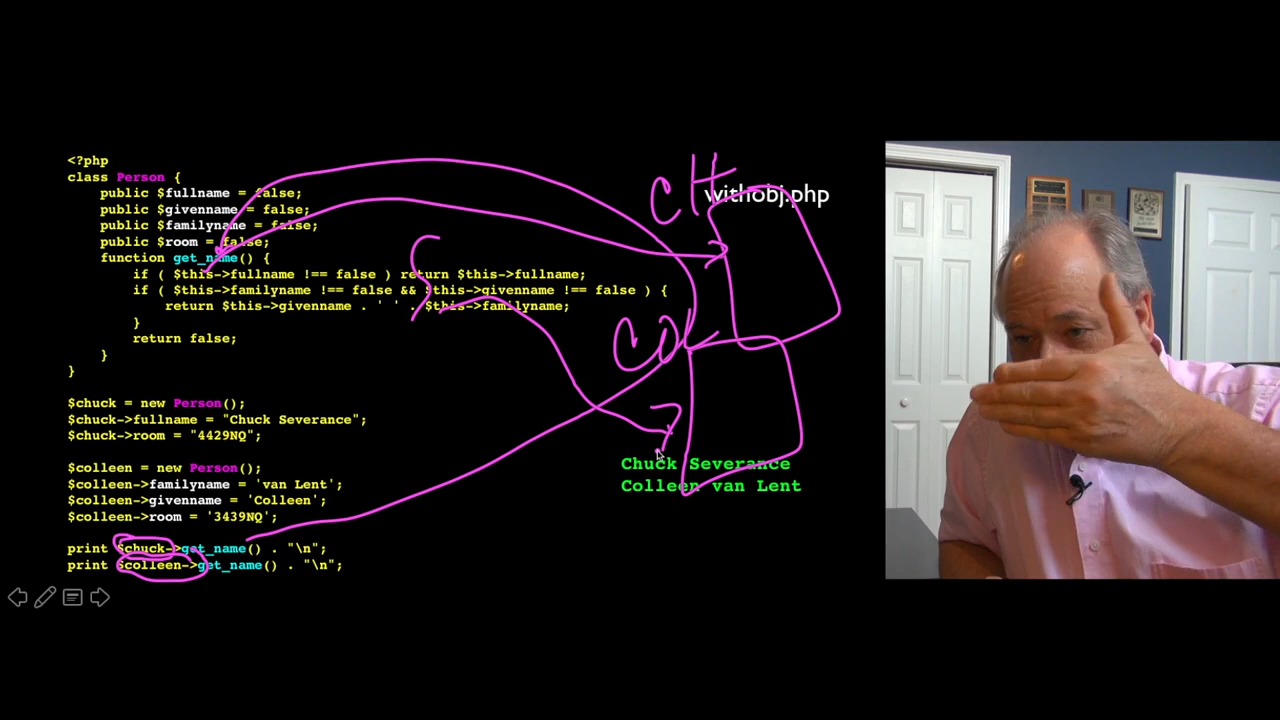 <?php
class Person {
    public $fullname = false;
    public $givenname = false;
    public $familyname = false;
    public $room = false;
    function get_name() {
        if ( $this->fullname !== false ) return $this->fullname;
        if ( $this->familyname !== false && $this->givenname !== false ) {
            return $this->givenname . ' ' . $this->familyname;
        }
        return false;
    }
}
$chuck = new Person();
$chuck->fullname = "Chuck Severance";
$chuck->room = "4429NQ";
$colleen = new Person();
$colleen->familyname = 'van Lent';
$colleen->givenname = 'Colleen';
$colleen->room = '3439NQ';
print $chuck->get_name() . "\n";
print $colleen->get_name() . "\n";
CH
withobj.php
COL
Chuck Severance
Colleen van Lent